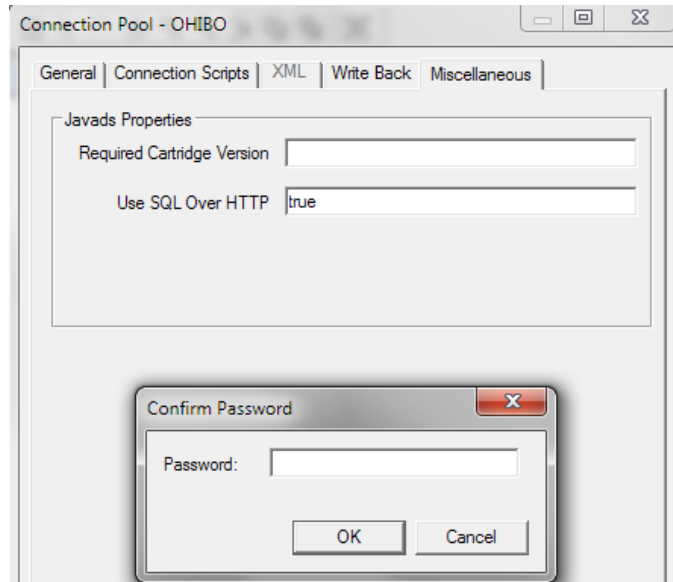 Connection Pool - OHIBO
General Connection Scripts XML Write Back Miscellaneous
Javads Properties
Required Cartridge Version
Use SQL Over HTTP true
Confirm Password
Password:
OK Cancel